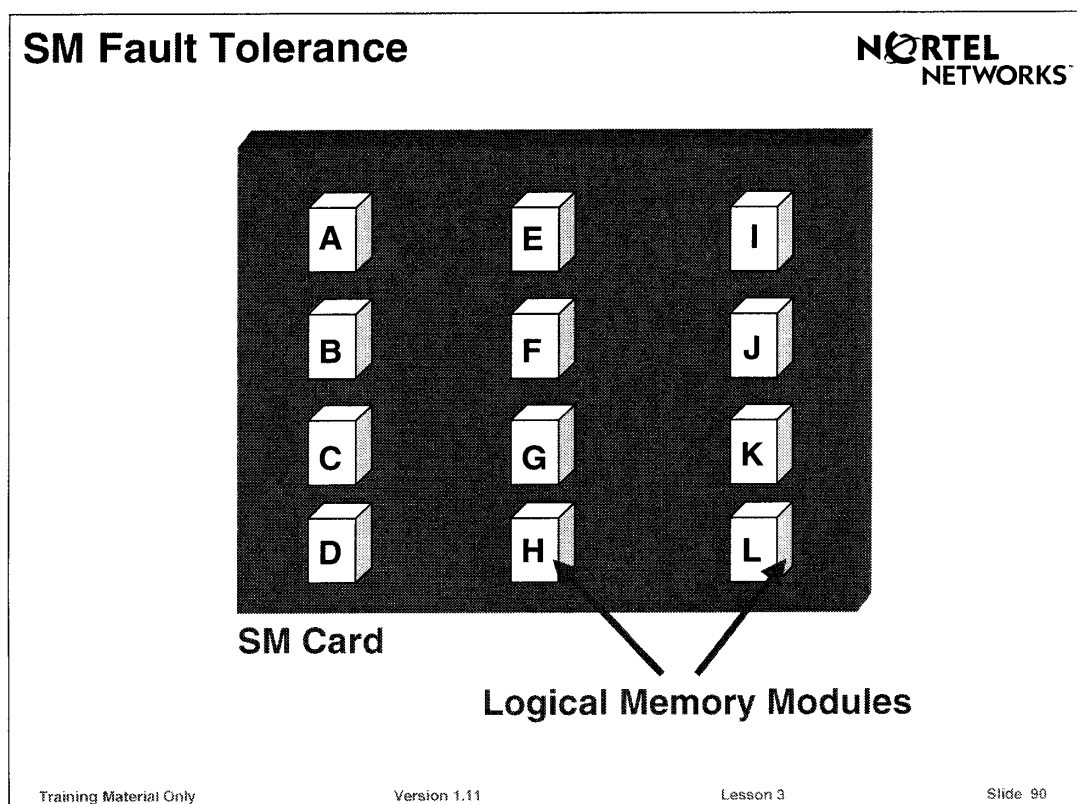 SM Fault Tolerance
NORTEL
NETWORKS
A E I
B F J
C G K
D H L
SM Card
Logical Memory Modules
Training Material Only Version 1.11 Lesson 3 Slide 90